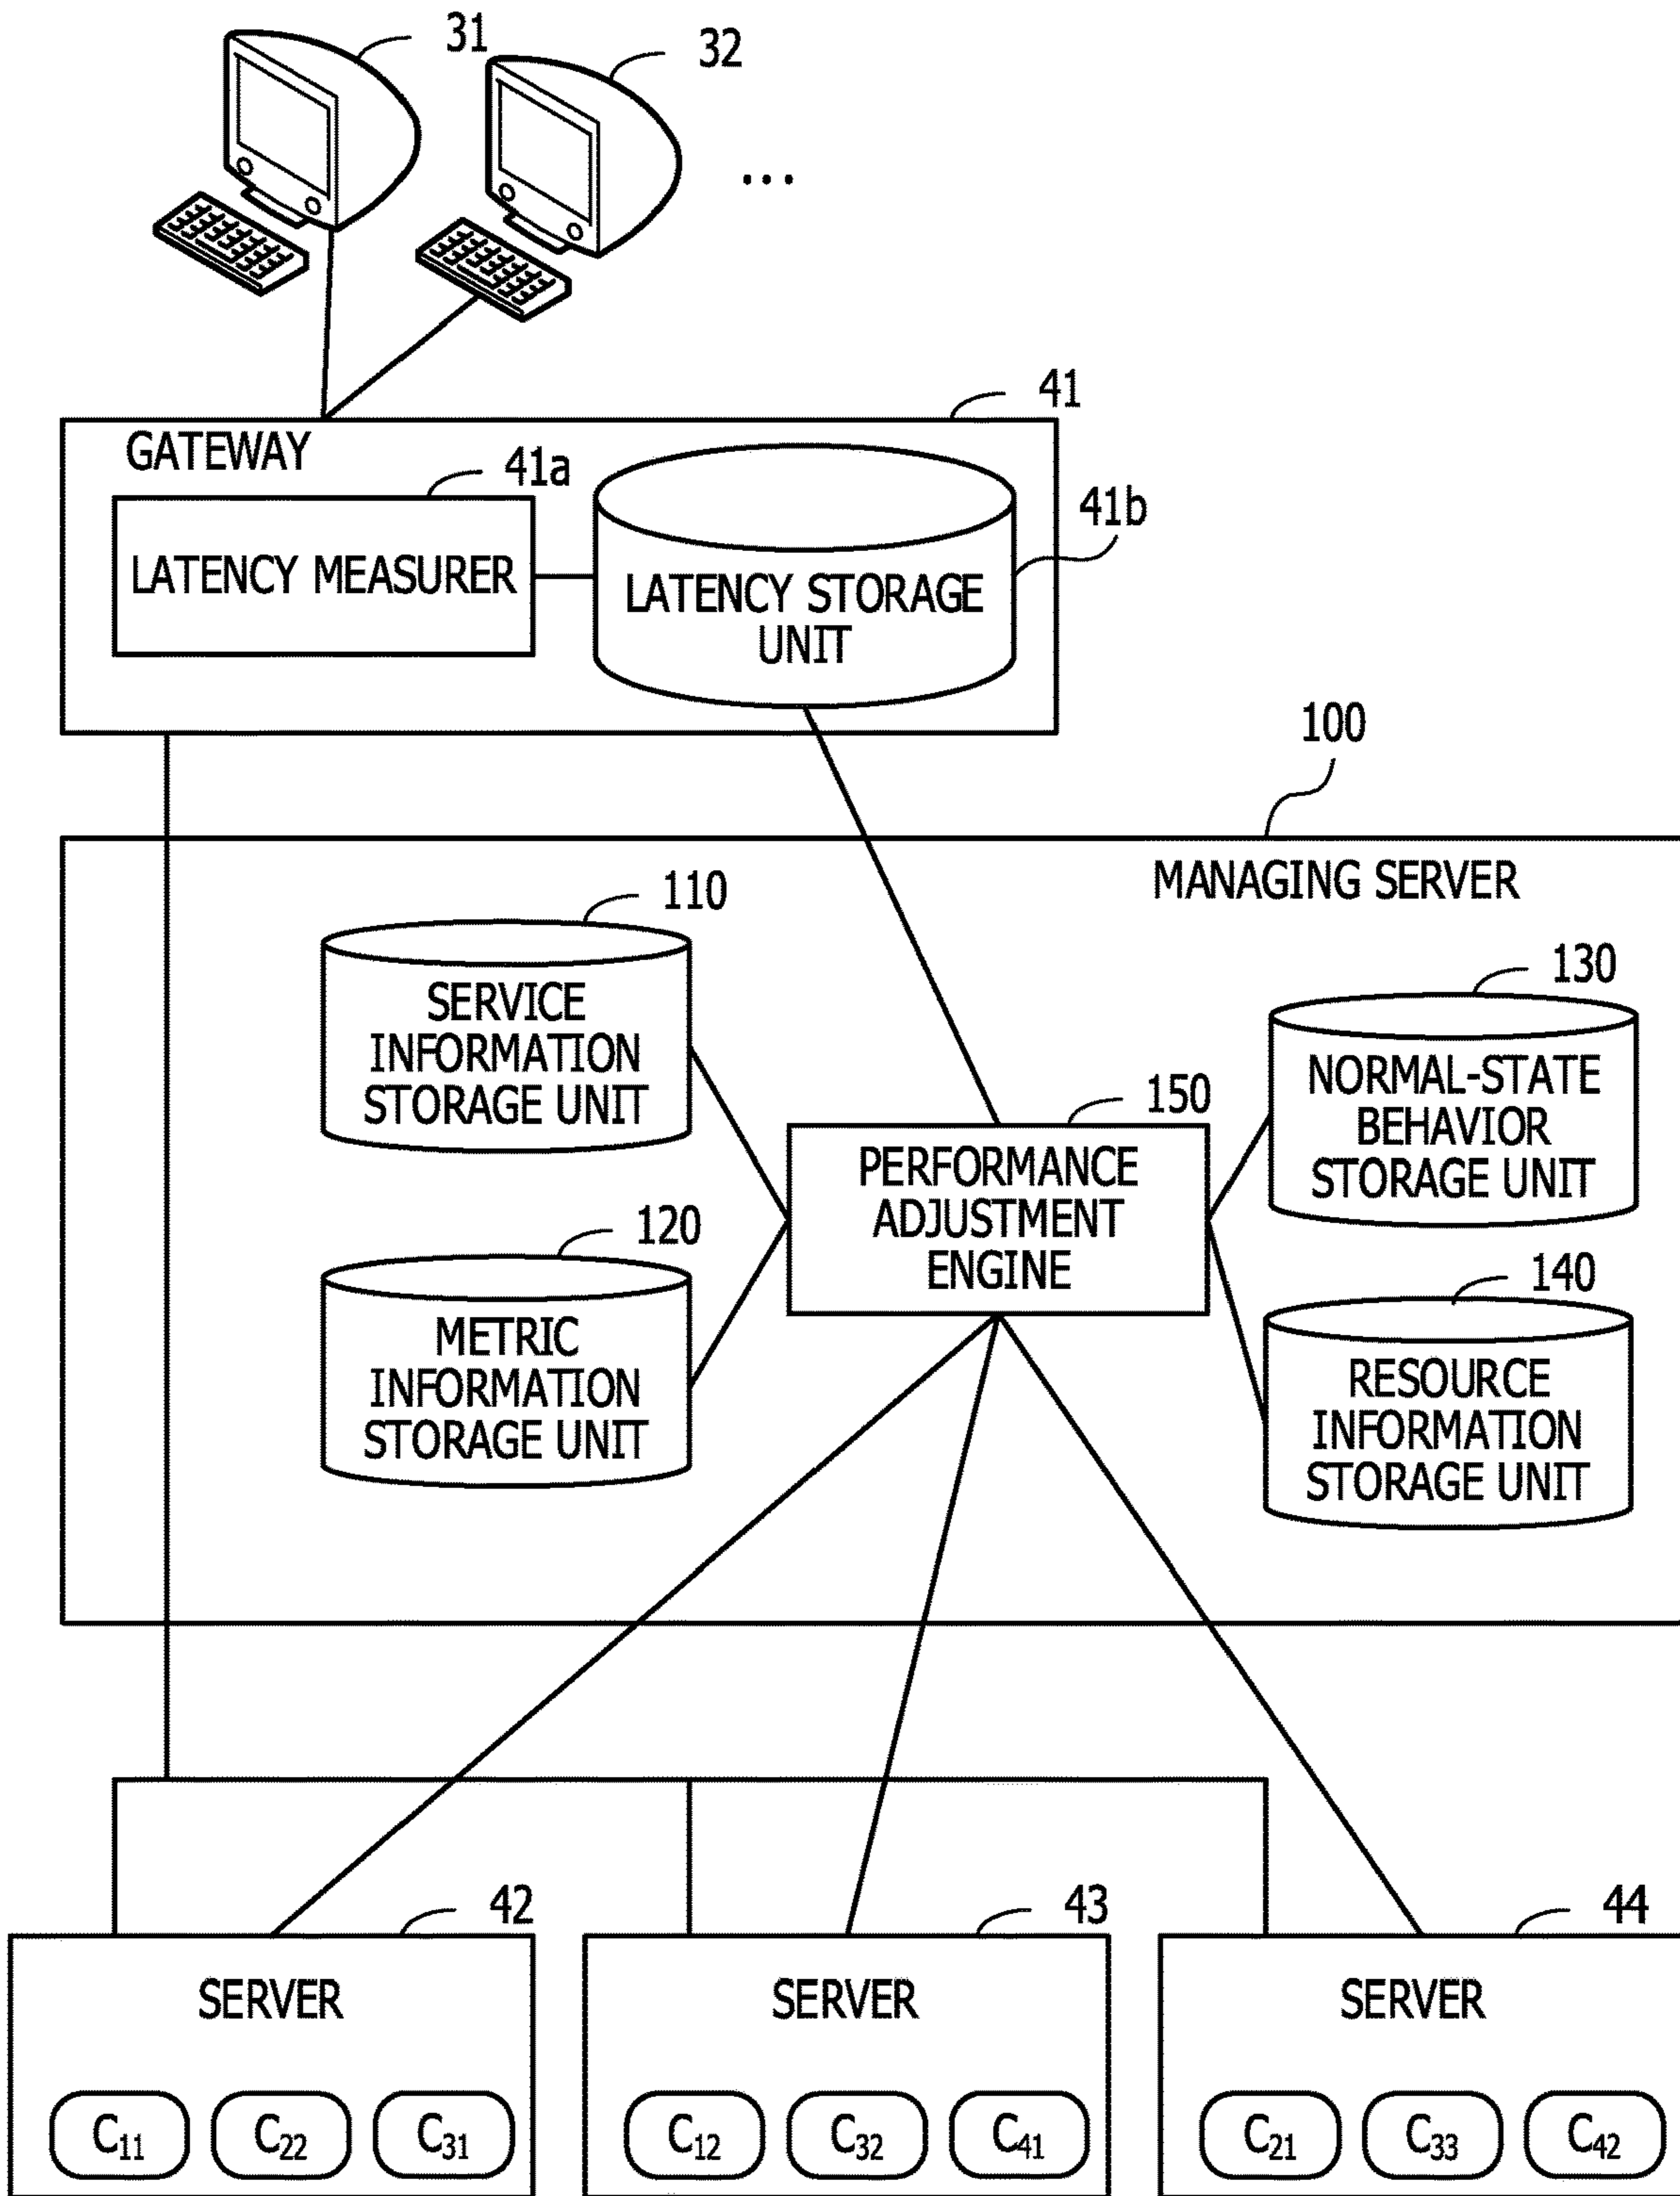 31
32
...
41
GATEWAY
41a
41b
LATENCY MEASURER
LATENCY STORAGE
UNIT
100
MANAGING SERVER
110
SERVICE
INFORMATION
STORAGE UNIT
130
NORMAL-STATE
BEHAVIOR
STORAGE UNIT
150
PERFORMANCE
ADJUSTMENT
ENGINE
120
METRIC
INFORMATION
STORAGE UNIT
140
RESOURCE
INFORMATION
STORAGE UNIT
42
SERVER
C11 C22 C31
43
SERVER
C12 C32 C41
44
SERVER
C21 C33 C42